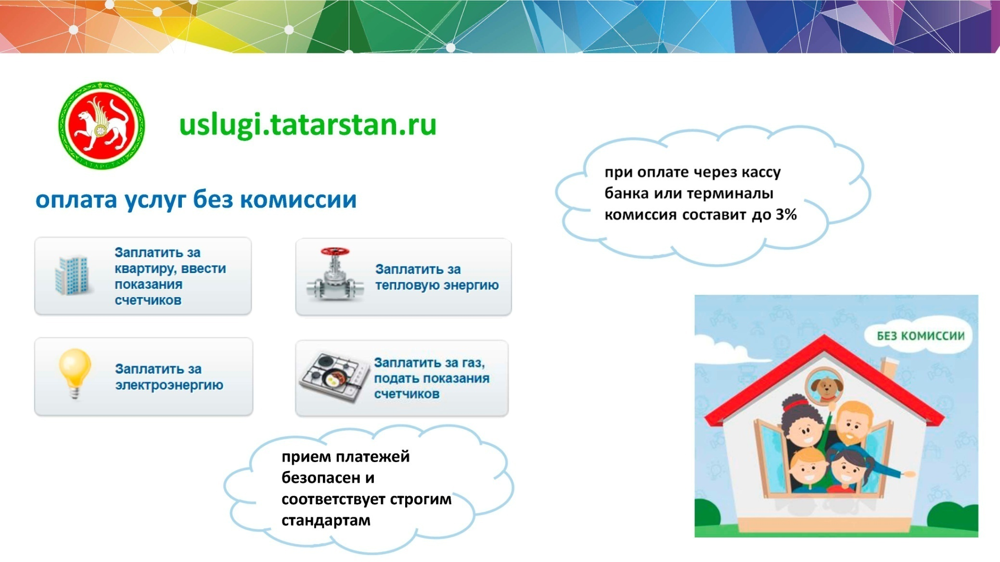 ТАТАРСТАН
uslugi.tatarstan.ru
оплата услуг без комиссии
при оплате через кассу
банка или терминалы
комиссия составит до 3%
Заплатить за
квартиру, ввести
показания
счетчиков
Заплатить за
тепловую энергию
Заплатить за
электроэнергию
Заплатить за газ,
подать показания
счетчиков
БЕЗ КОМИССИИ
прием платежей
безопасен и
соответствует строгим
стандартам